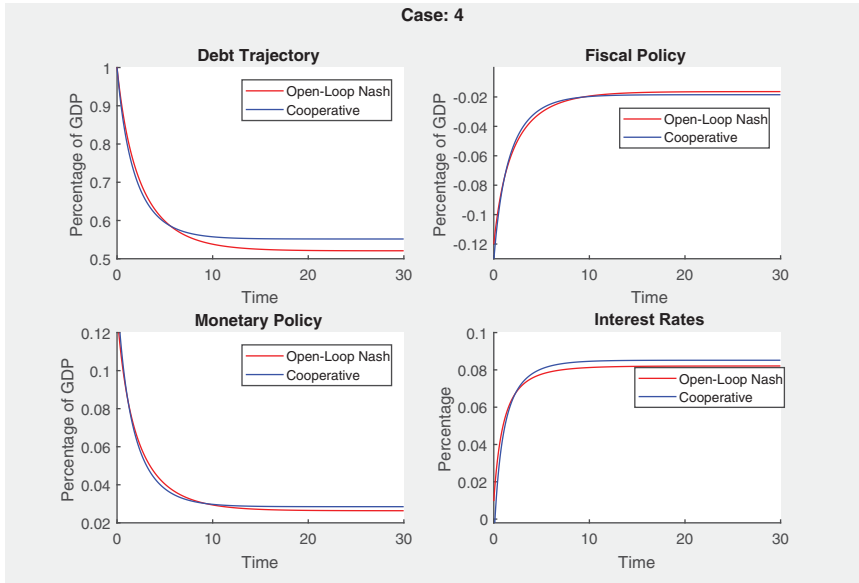 Case: 4
Debt Trajectory
Percentage of GDP
1
0.9
0.8
0.7
0.6
0.5
0
10
20
30
Time
Open-Loop Nash
Cooperative
Fiscal Policy
Percentage of GDP
-0.02
-0.04
-0.06
-0.08
-0.1
-0.12
0
10
20
30
Time
Open-Loop Nash
Cooperative
Monetary Policy
Percentage of GDP
0.12
0.1
0.08
0.06
0.04
0.02
0
10
20
30
Time
Open-Loop Nash
Cooperative
Interest Rates
Percentage
0.1
0.08
0.06
0.04
0.02
0
0
10
20
30
Time
Open-Loop Nash
Cooperative